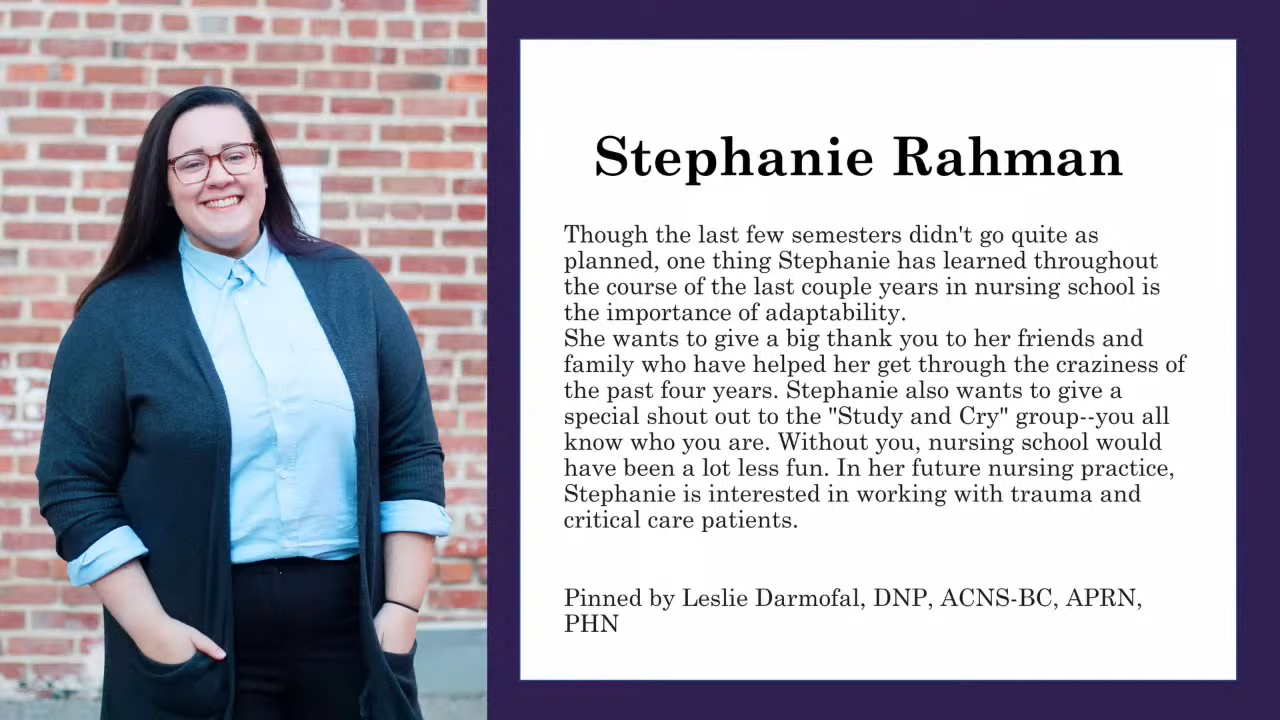 Stephanie Rahman
Though the last few semesters didn't go quite as
planned, one thing Stephanie has learned throughout
the course of the last couple years in nursing school is
the importance of adaptability.
She wants to give a big thank you to her friends and
family who have helped her get through the craziness of
the past four years. Stephanie also wants to give a
special shout out to the "Study and Cry" group--you all
know who you are. Without you, nursing school would
have been a lot less fun. In her future nursing practice,
Stephanie is interested in working with trauma and
critical care patients.
Pinned by Leslie Darmofal, DNP, ACNS-BC, APRN,
PHN